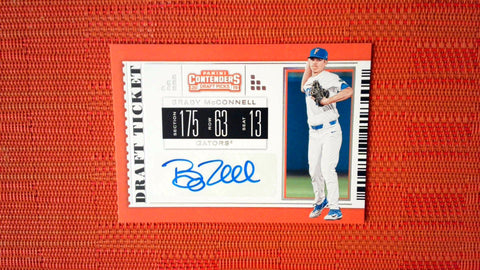 PANINI
CONTENDERS
DRAFT PICKS
BRADY McCONNELL
SECTION 175 ROW 63 SEAT 13
GATORS
DRAFT TICKET